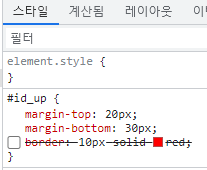 스타일 계산됨 레이아웃
필터
element.style {
}
#id_up {
margin-top: 20px;
margin-bottom: 30px;
border: 10px solid red;
}